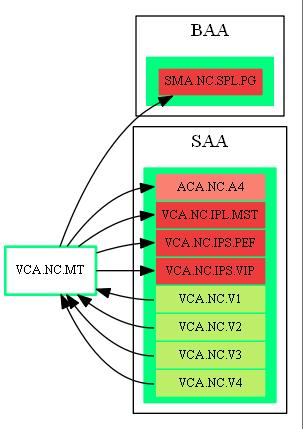 BAA
SMA.NC.SPL.PG
SAA
ACA.NC.A4
VCA.NC.IPL.MST
VCA.NC.IPS.PEF
VCA.NC.MT
VCA.NC.IPS.VIP
VCA.NC.V1
VCA.NC.V2
VCA.NC.V3
VCA.NC.V4